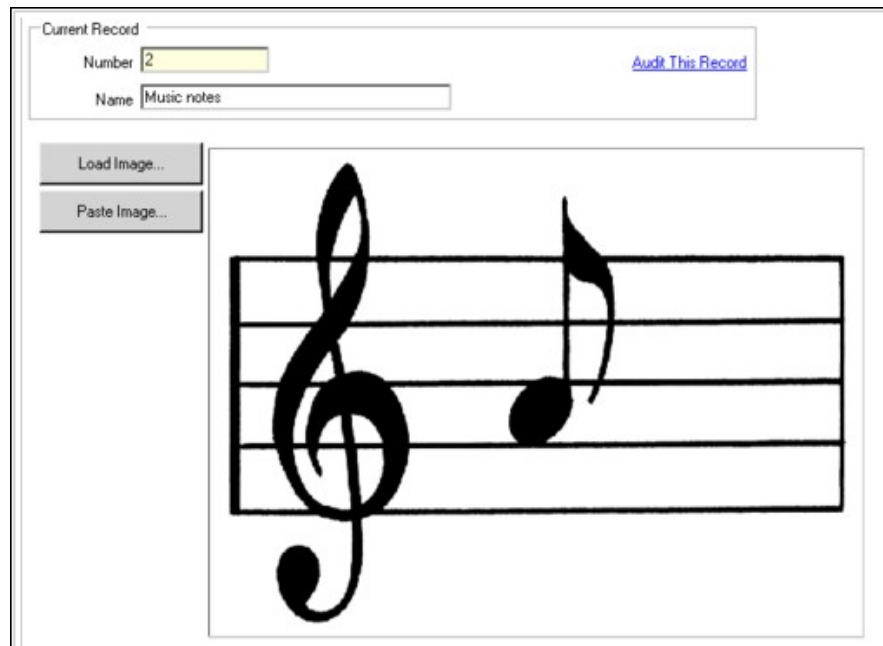 Current Record
Number 2
Audit This Record
Name Music notes
Load Image...
Paste Image...